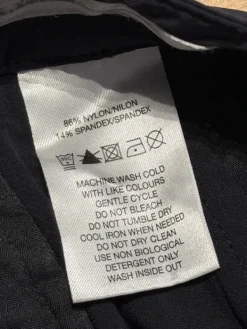 86% NYLON/NILON
14% SPANDEX/SPANDEX
MACHINE WASH COLD
WITH LIKE COLOURS
GENTLE CYCLE
DO NOT BLEACH
DO NOT TUMBLE DRY
COOL IRON WHEN NEEDED
DO NOT DRY CLEAN
USE NON BIOLOGICAL
DETERGENT ONLY
WASH INSIDE OUT